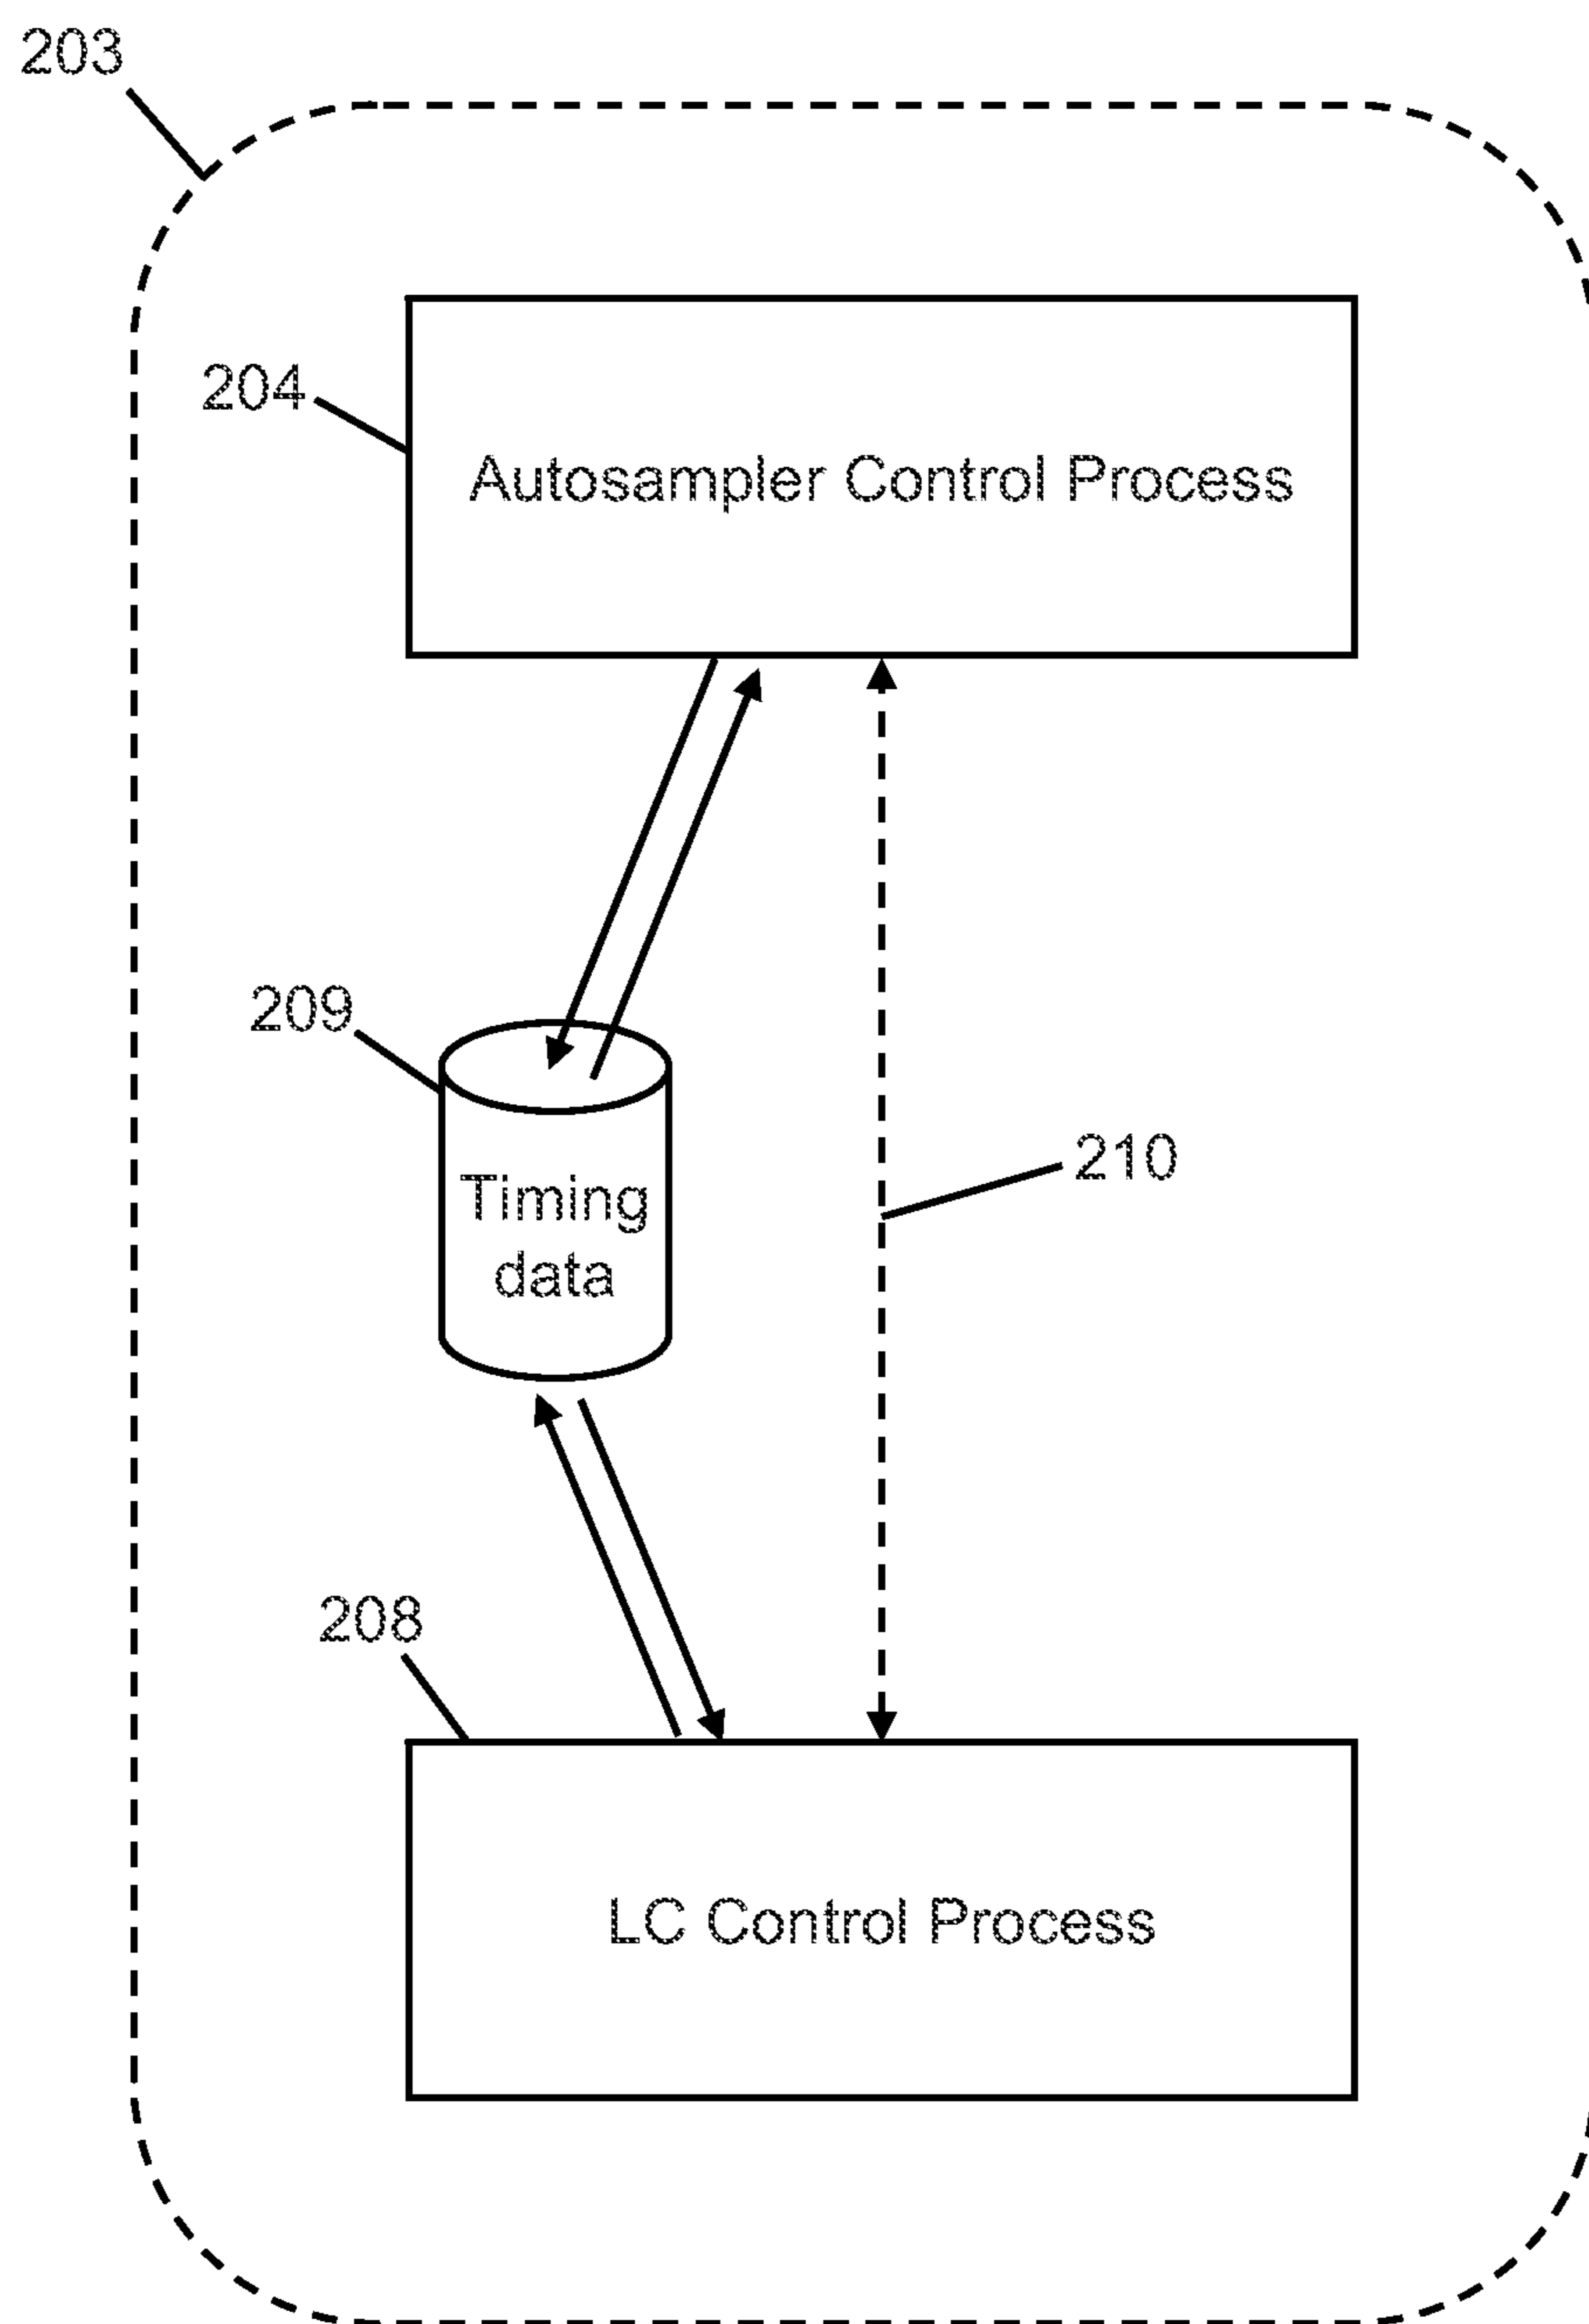 203
204
Autosampler Control Process
209
Timing
data
210
208
LC Control Process